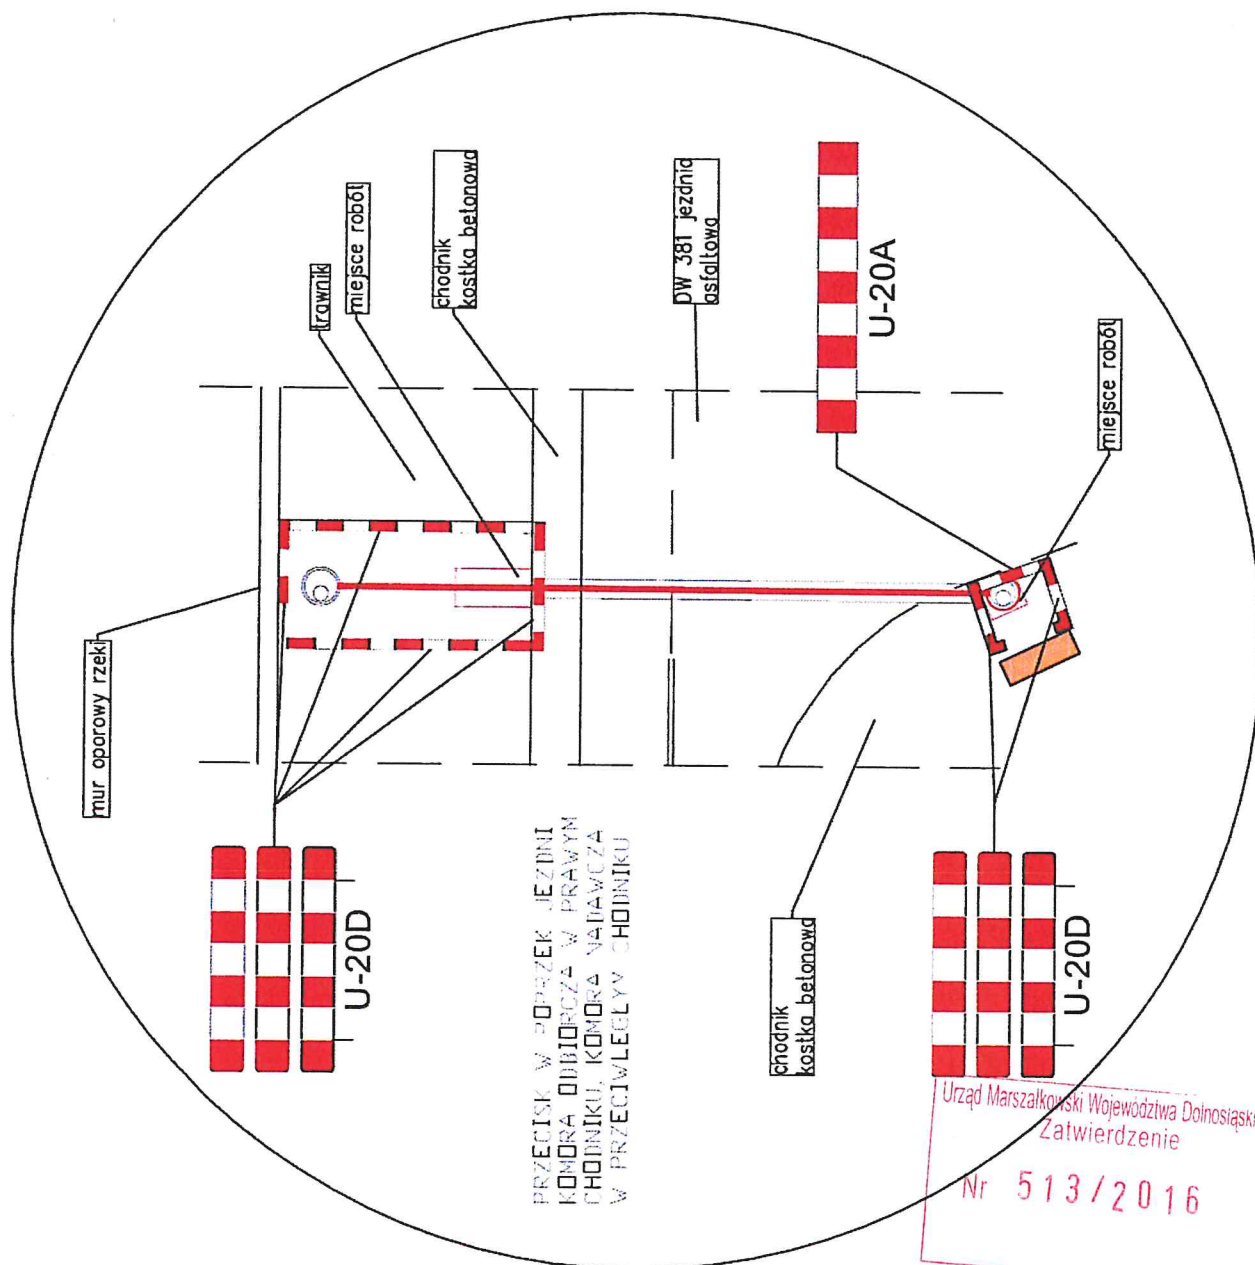 mur oporowy rzeki
trawnik
miejsce robót
chodnik
kostka betonowa
DW 381 jezdnia
asfaltowa
U-20A
miejsce robót
U-20D
PRZECISK W POPRZEK JEZDNI
KOMORA ODBIORCZA W PRAWYM
CHODNIKU, KOMORA NADAWCZA
W PRZECIWLEGŁYM CHODNIKU
chodnik
kostka betonowa
U-20D
Urząd Marszałkowski Województwa Dolnośląski
Zatwierdzenie
Nr 513/2016